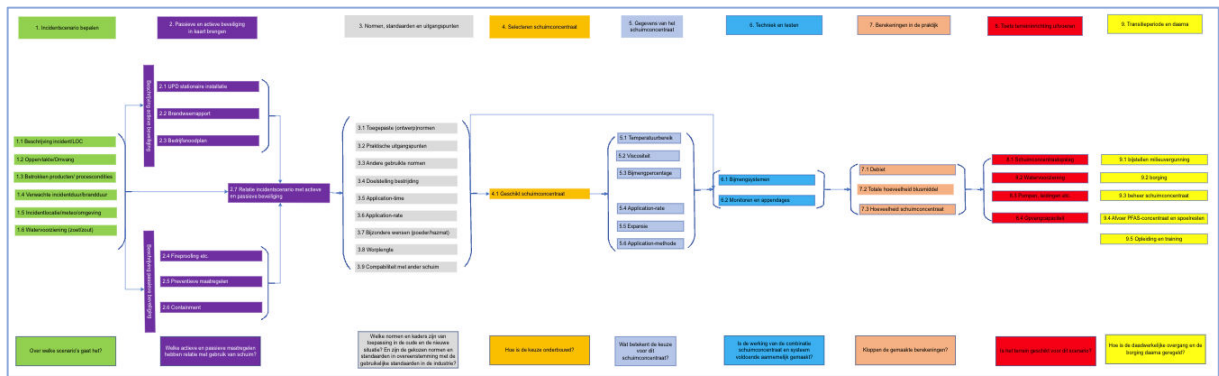 1. Incidentscenario bepalen
2. Passieve en actieve beveiliging
in kaart brengen
3. Normen, standaarden en uitgangspunten
4. Selecteren schuimconcentraat
5. Gegevens van het
schuimconcentraat
6. Techniek en testen
7. Berekeningen in de praktijk
9. Transitieperiode en daarna
1.1 Beschrijving incident/LOC
1.2 Oppervlakte/Omvang
1.3 Betrokken producten/ procescondities
1.4 Verwachte incidentduur/brandduur
1.5 Incidentlocatie/meteo/omgeving
1.6 Watervoorziening (zoet/zout)
Beschrijving actieve beveiliging
2.1 UPD stationaire installatie
2.2 Brandweerrapport
2.3 Bedrijfsnoodplan
2.7 Relatie incidentscenario met actieve
en passieve beveiliging
Beschrijving passieve beveiliging
2.4 Fireproofing etc.
2.5 Preventieve maatregelen
2.6 Containment
3.1 Toegepaste (ontwerp)normen
3.2 Praktische uitgangspunten
3.3 Andere gebruikte normen
3.4 Doelstelling bestrijding
3.5 Application-time
3.6 Application-rate
3.7 Bijzondere wensen (poeder/hazmat)
3.8 Worplengte
3.9 Compabiliteit met ander schuim
4.1 Geschikt schuimconcentraat
5.1 Temperatuurbereik
5.2 Viscositeit
5.3 Bijmengpercentage
5.4 Application-rate
5.5 Expansie
5.6 Application-methode
6.1 Bijmengsystemen
6.2 Monitoren en appendages
7.1 Debiet
7.2 Totale hoeveelheid blusmiddel
7.3 Hoeveelheid schuimconcentraat
8.1 Schuimvoorziening
8.2 Watervoorziening
8.4 Opvangcapaciteit
9.1 bijstellen milieuvergunning
9.2 borging
9.3 beheer schuimconcentraat
9.4 Afvoer PFAS-concentraat en spoelresten
9.5 Opleiding en training
Over welke scenario's gaat het?
Welke actieve en passieve maatregelen
hebben relatie met gebruik van schuim?
Welke normen en kaders zijn van
toepassing in de oude en de nieuwe
situatie? En zijn de gekozen normen en
standaarden in overeenstemming met de
gebruikelijke standaarden in de industrie?
Hoe is de keuze onderbouwd?
Wat betekent de keuze
voor dit
schuimconcentraat?
Is de werking van de combinatie
schuimconcentraat en systeem
voldoende aannemelijk gemaakt?
Kloppen de gemaakte berekeningen?
Hoe is de daadwerkelijke overgang en de
borging daarna geregeld?